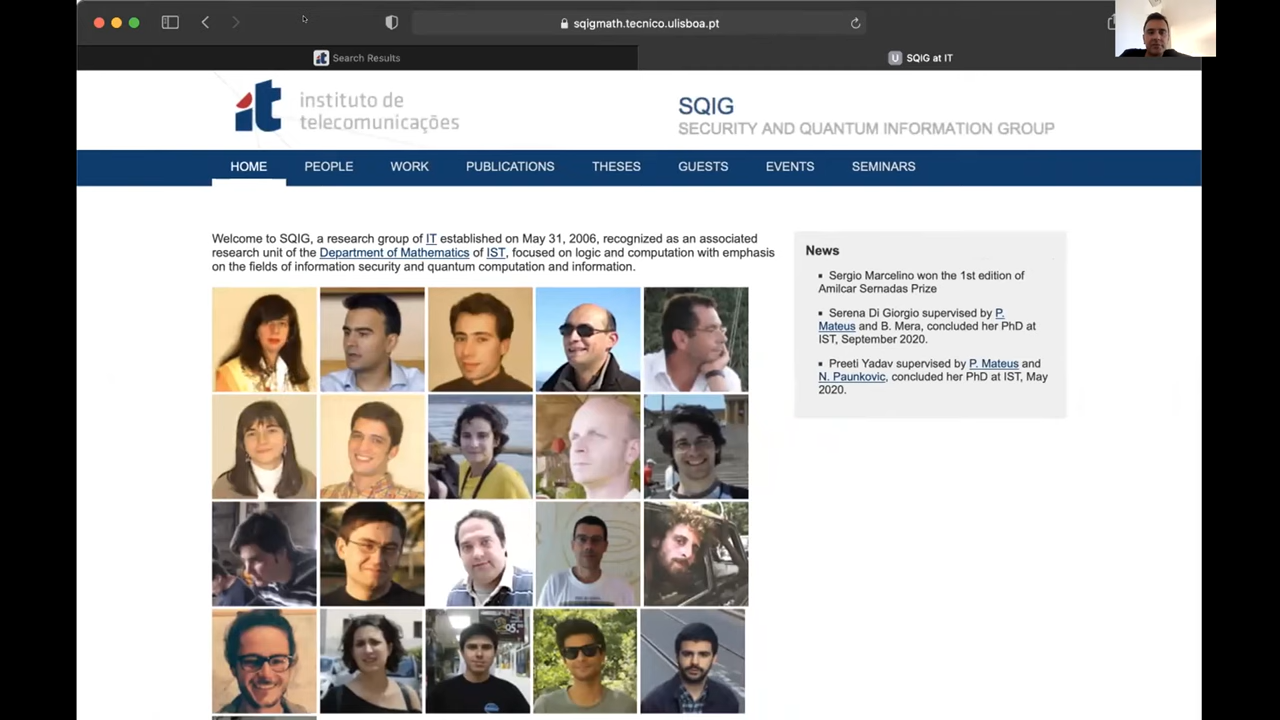 sqigmath.tecnico.ulisboa.pt
it Search Results
U SQIG at IT
it instituto de
telecomunicações
SQIG
SECURITY AND QUANTUM INFORMATION GROUP
HOME PEOPLE WORK PUBLICATIONS THESES GUESTS EVENTS SEMINARS
Welcome to SQIG, a research group of IT established on May 31, 2006, recognized as an associated
research unit of the Department of Mathematics of IST, focused on logic and computation with emphasis
on the fields of information security and quantum computation and information.
News
▪ Sergio Marcelino won the 1st edition of
Amilcar Sernadas Prize
▪ Serena Di Giorgio supervised by P.
Mateus and B. Mera, concluded her PhD at
IST, September 2020.
▪ Preeti Yadav supervised by P. Mateus and
N. Paunkovic, concluded her PhD at IST, May
2020.